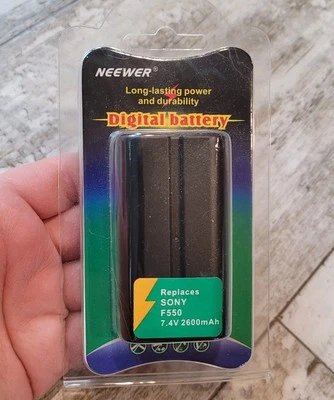 NEEWER®
Long-lasting power
and durability
Digital battery
Replaces
SONY
F550
7.4V 2600mAh